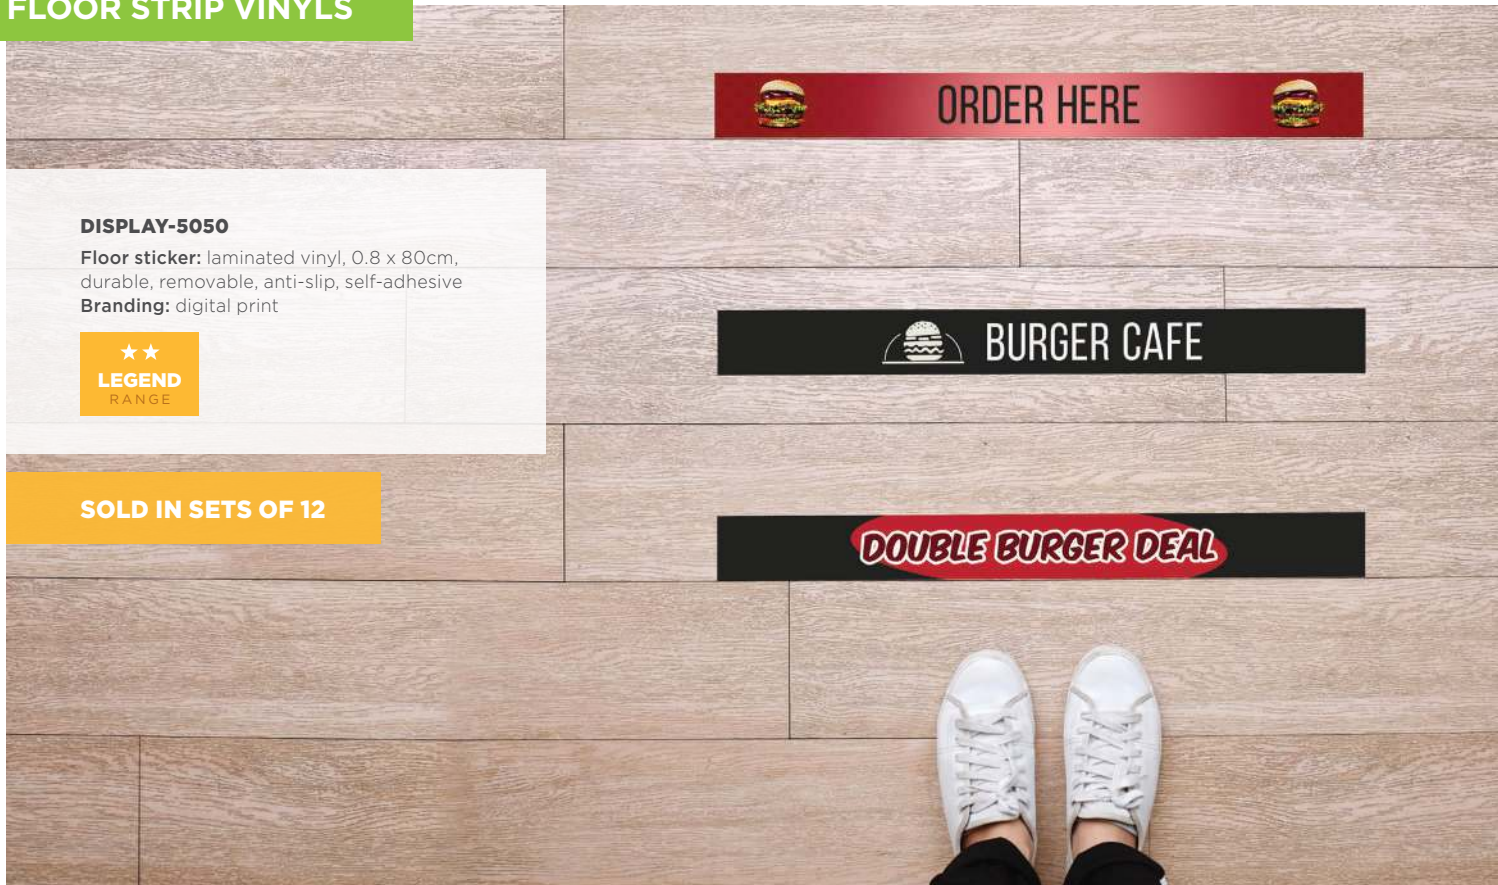 FLOOR STRIP VINYLS
ORDER HERE
DISPLAY-5050
Floor sticker: laminated vinyl, 0.8 x 80cm,
durable, removable, anti-slip, self-adhesive
Branding: digital print
LEGEND
RANGE
BURGER CAFE
SOLD IN SETS OF 12
DOUBLE BURGER DEAL